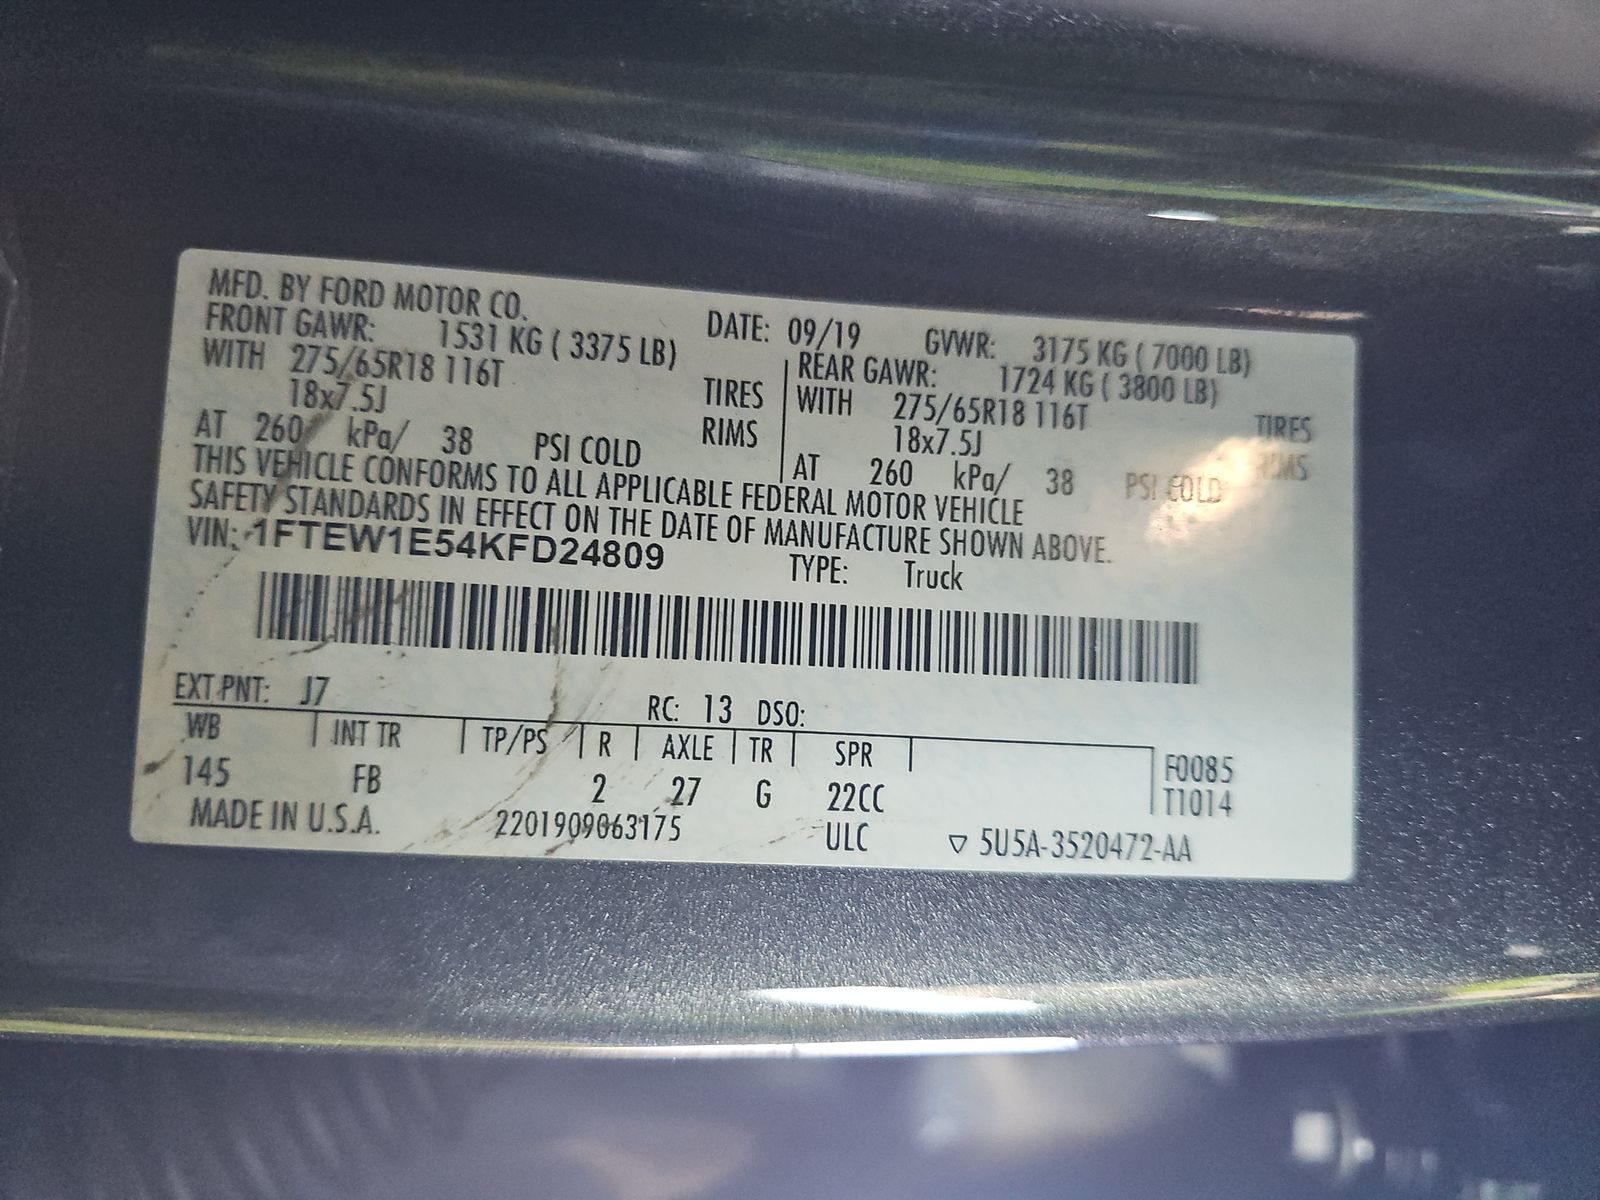 MFD. BY FORD MOTOR CO. DATE: 09/19 GVWR: 3175 KG ( 7000 LB)
FRONT GAWR: 1531 KG ( 3375 LB) REAR GAWR: 1724 KG ( 3800 LB)
WITH 275/65R18 116T TIRES WITH 275/65R18 116T TIRES
18x7.5J RIMS 18x7.5J RIMS
AT 260 kPa/ 38 PSI COLD AT 260 kPa/ 38 PSI COLD
THIS VEHICLE CONFORMS TO ALL APPLICABLE FEDERAL MOTOR VEHICLE
SAFETY STANDARDS IN EFFECT ON THE DATE OF MANUFACTURE SHOWN ABOVE.
VIN: 1FTEW1E54KFD24809 TYPE: Truck
EXT PNT: J7 RC: 13 DSO:
WB INT TR TP/PS R AXLE TR SPR F0085
145 FB 2 27 G 22CC T1014
MADE IN U.S.A. 2201909063175 ULC ▽ 5U5A-3520472-AA